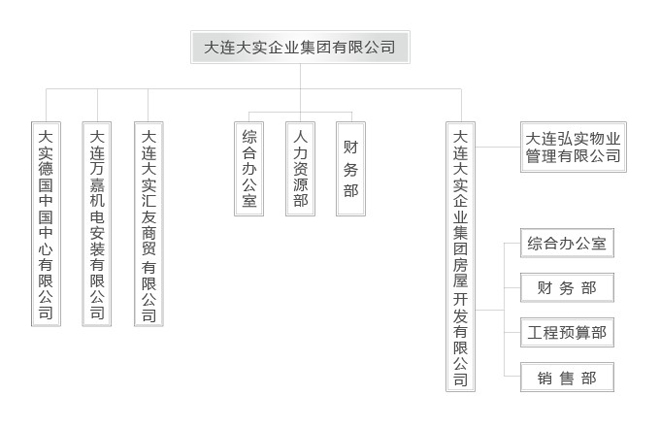 大连大实企业集团有限公司
大实德国中国中心有限公司
大连万嘉机电安装有限公司
大连大实汇友商贸有限公司
综合办公室
人力资源部
财务部
大连大实企业集团房屋开发有限公司
大连弘实物业
管理有限公司
综合办公室
财务部
工程预算部
销售部